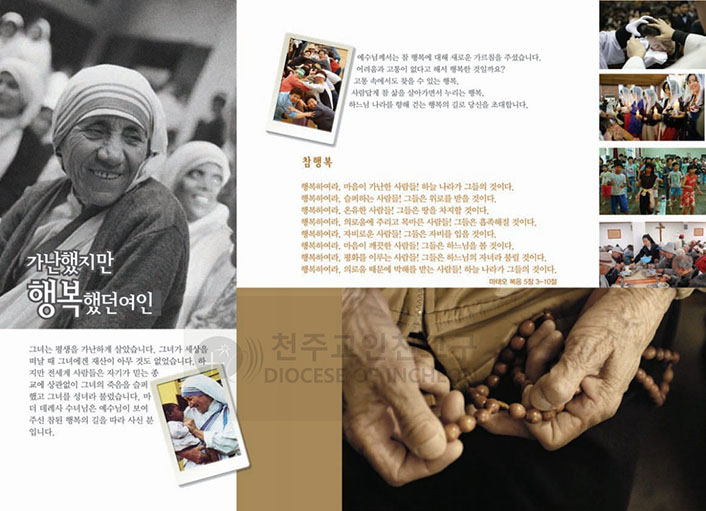 가난했지만
행복했던여인
그녀는 평생을 가난하게 살았습니다. 그녀가 세상을
떠날 때 그녀에겐 재산이 아무 것도 없었습니다. 하
지만 전세계 사람들은 자기가 믿는 종
교에 상관없이 그녀의 죽음을 슬퍼
했고 그녀를 성녀라 불렀습니다. 마
더 데레사 수녀님은 예수님이 보여
주신 참된 행복의 길을 따라 사신 분
입니다.
예수님께서는 참 행복에 대해 새로운 가르침을 주셨습니다.
어려움과 고통이 없다고 해서 행복한 것일까요?
고통 속에서도 찾을 수 있는 행복.
사람답게 참 삶을 살아가면서 누리는 행복.
하느님 나라를 향해 걷는 행복의 길로 당신을 초대합니다.
참행복
행복하여라, 마음이 가난한 사람들! 하늘 나라가 그들의 것이다.
행복하여라, 슬퍼하는 사람들! 그들은 위로를 받을 것이다.
행복하여라, 온유한 사람들! 그들은 땅을 차지할 것이다.
행복하여라, 의로움에 주리고 목마른 사람들! 그들은 흡족해질 것이다.
행복하여라, 자비로운 사람들! 그들은 자비를 입을 것이다.
행복하여라, 마음이 깨끗한 사람들! 그들은 하느님을 볼 것이다.
행복하여라, 평화를 이루는 사람들! 그들은 하느님의 자녀라 불릴 것이다.
행복하여라, 의로움 때문에 박해를 받는 사람들! 하늘 나라가 그들의 것이다.
마태오 복음 5장 3-10절
천주교인천교구
DIOCESE OF INCHEON